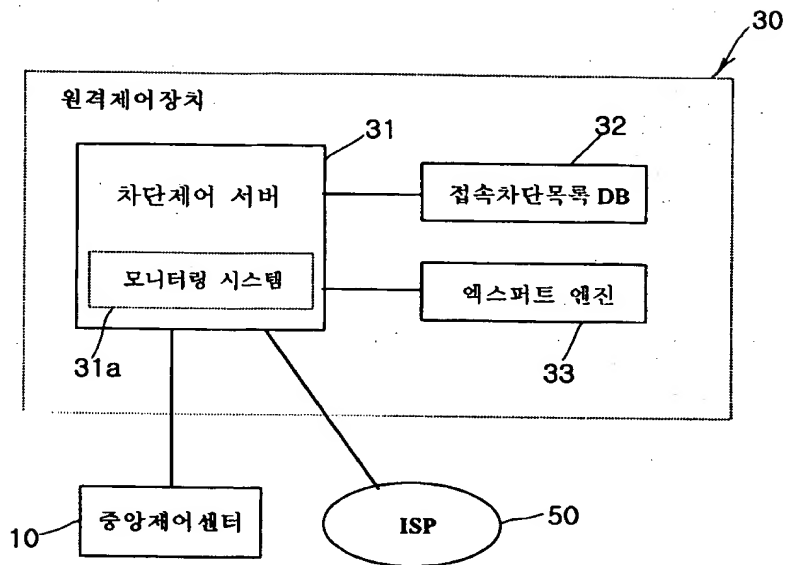 30
원격제어장치
31
32
차단제어 서버
접속차단목록 DB
모니터링 시스템
엑스퍼트 엔진
31a
33
10
중앙제어센터
ISP
50